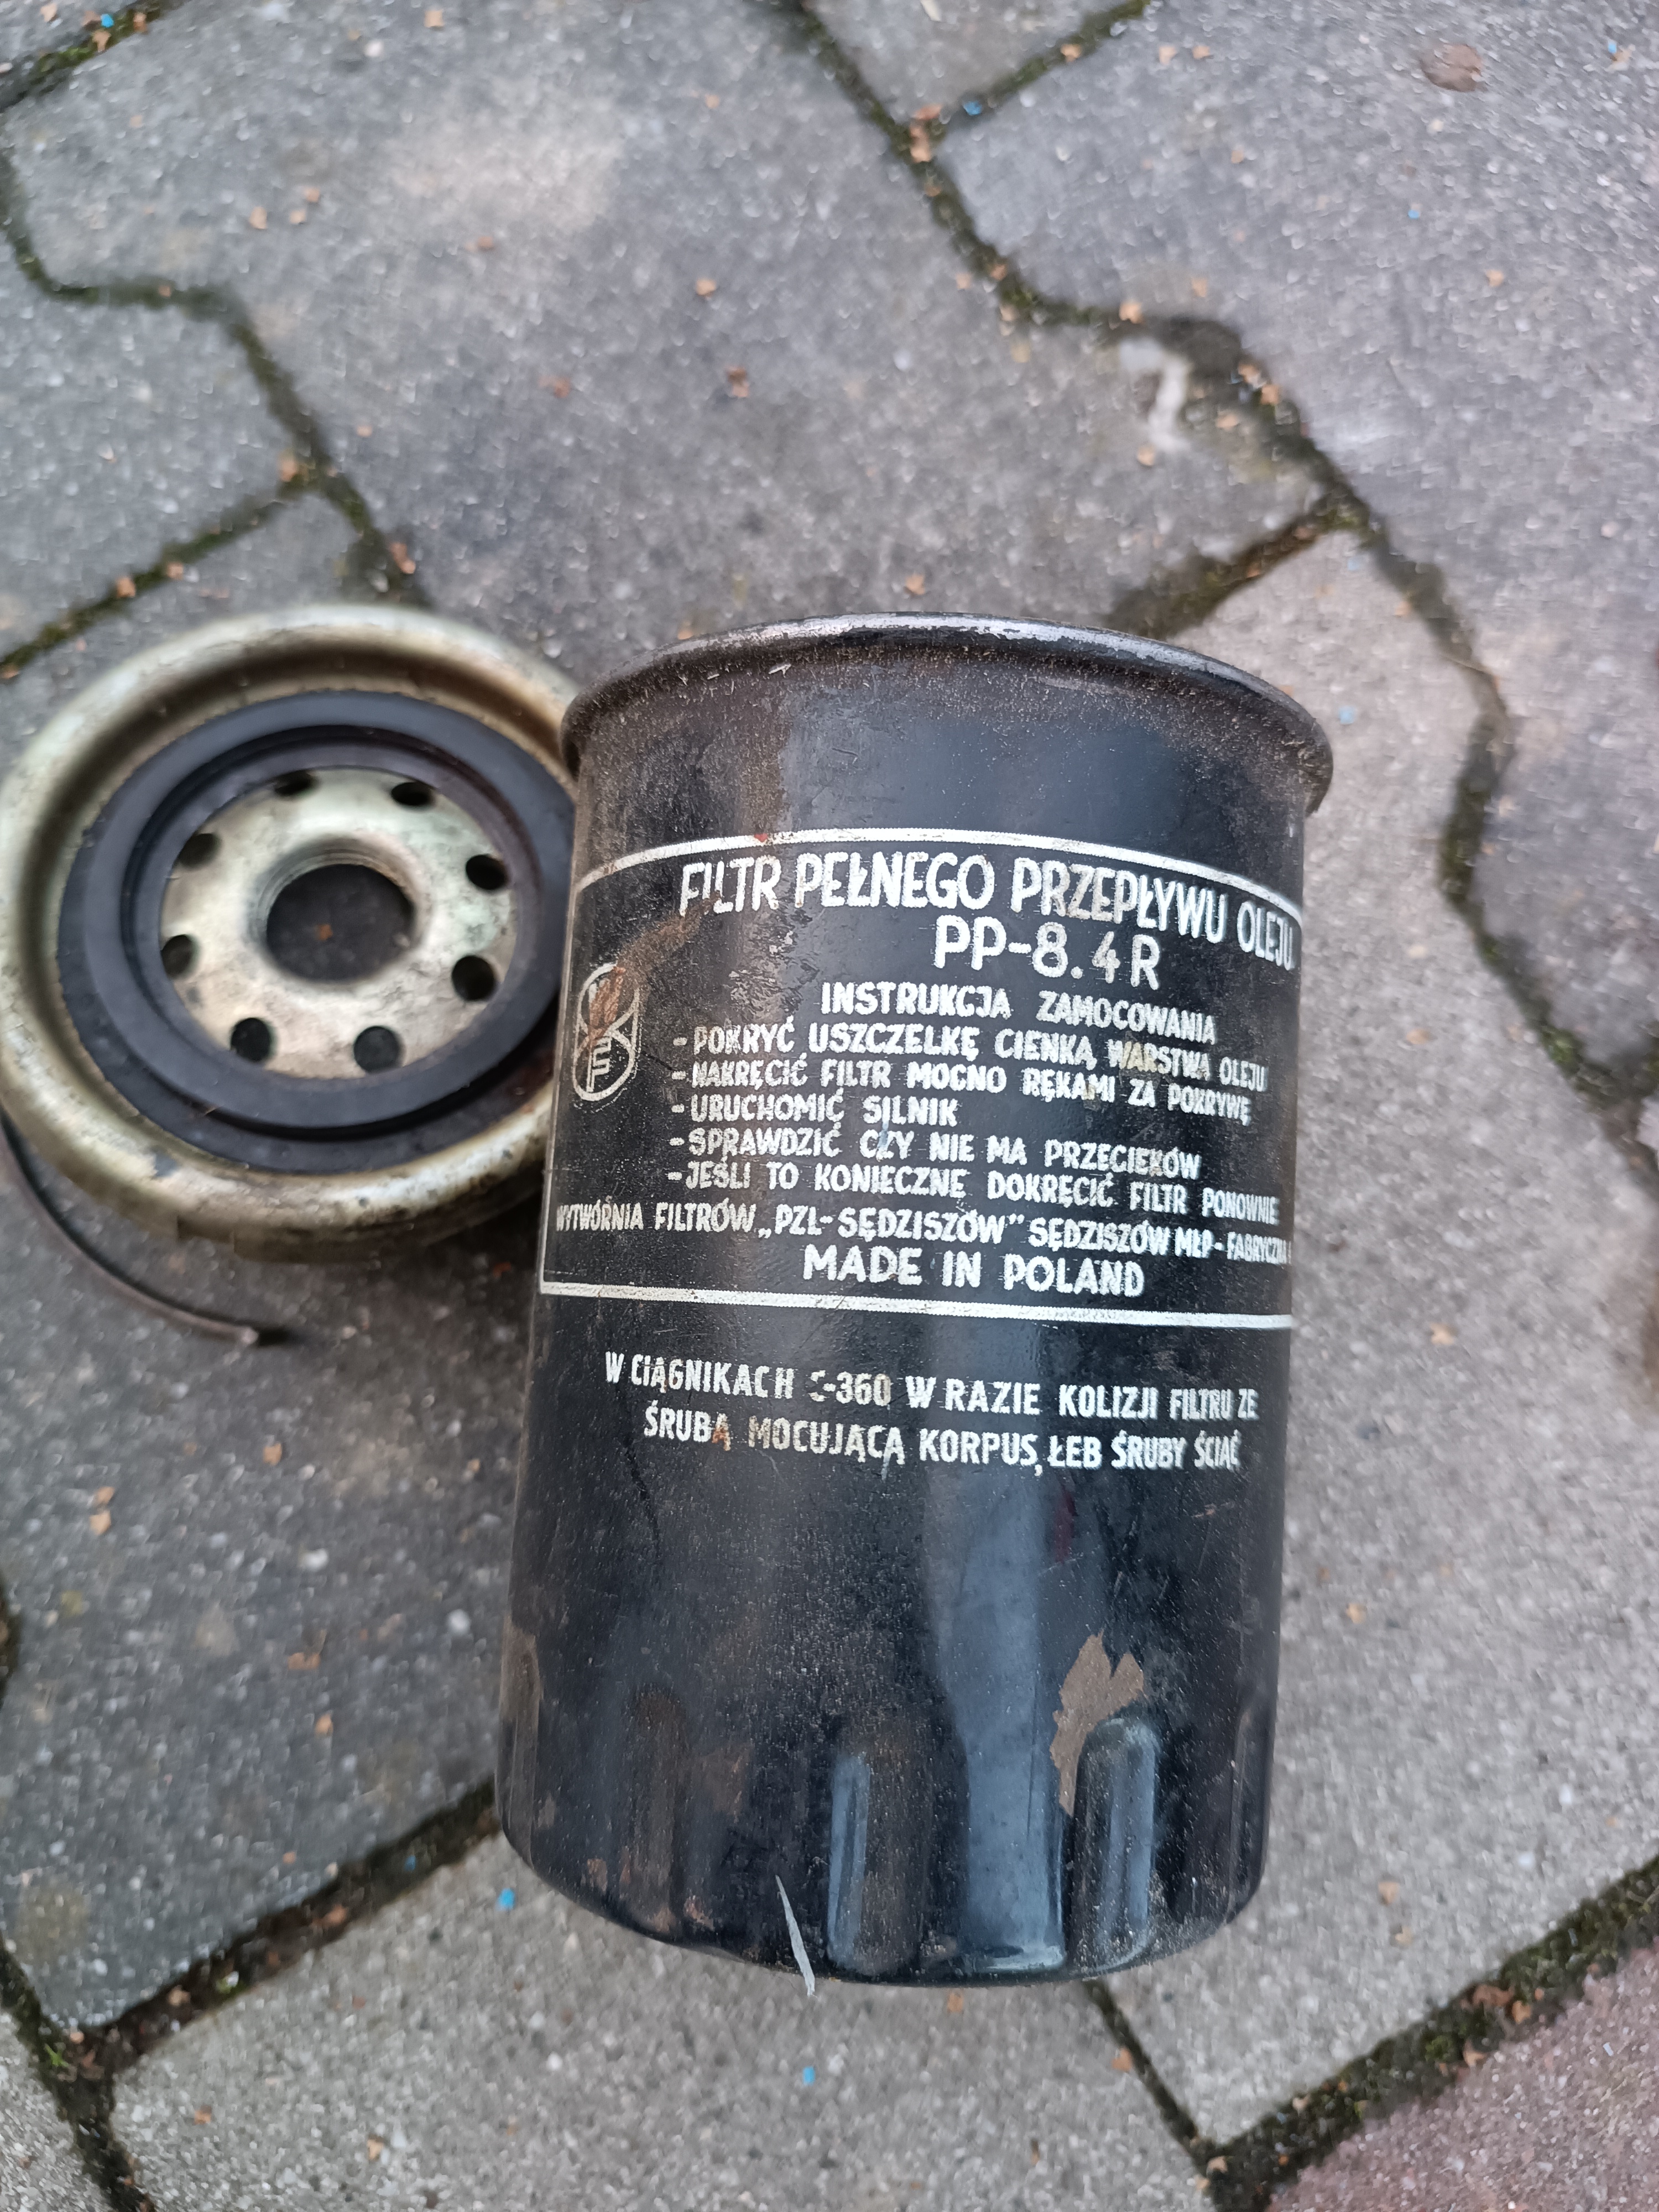 FILTR PEŁNEGO PRZEPŁYWU OLEJU
PP-8.4R
INSTRUKCJA ZAMOCOWANIA
-POKRYĆ USZCZELKĘ CIENKĄ WARSTWĄ OLEJU
-NAKRĘCIĆ FILTR MOCNO RĘKAMI ZA POKRYWĘ
-URUCHOMIĆ SILNIK
-SPRAWDZIĆ CZY NIE MA PRZECIEKÓW
-JEŚLI TO KONIECZNE DOKRĘCIĆ FILTR PONOWNIE
WYTWÓRNIA FILTRÓW „PZL-SĘDZISZÓW" SĘDZISZÓW MŁP-FABRYCZNA
MADE IN POLAND
W CIĄGNIKACH C-360 W RAZIE KOLIZJI FILTRU ZE
ŚRUBĄ MOCUJĄCĄ KORPUS, ŁEB ŚRUBY ŚCIĄĆ